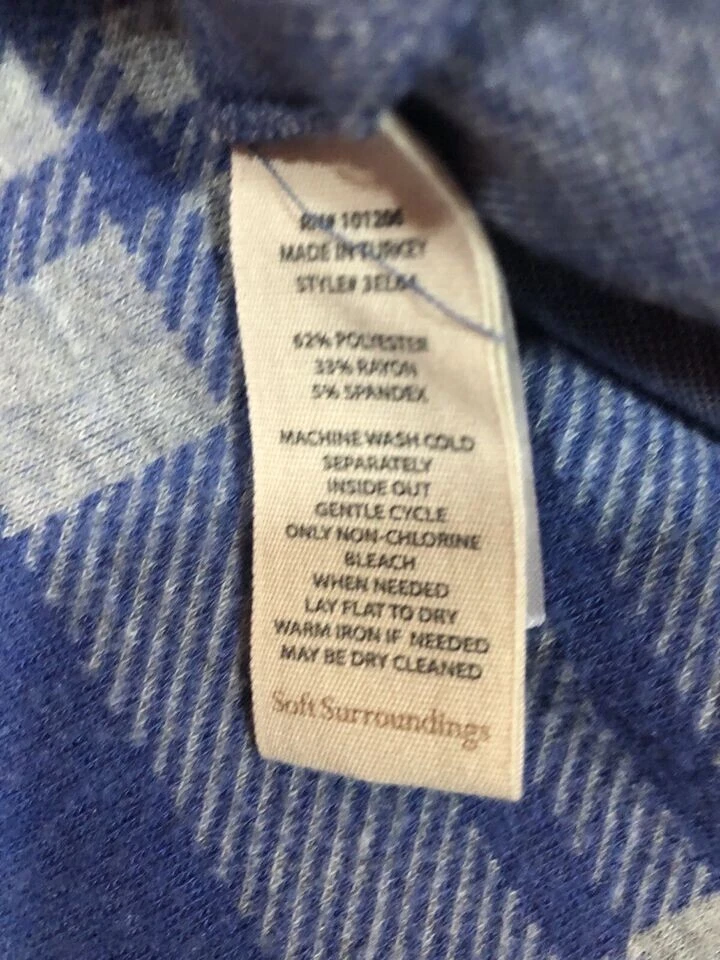 RN# 101266
MADE IN TURKEY
STYLE# 3EL64
62% POLYESTER
33% RAYON
5% SPANDEX
MACHINE WASH COLD
SEPARATELY
INSIDE OUT
GENTLE CYCLE
ONLY NON-CHLORINE
BLEACH
WHEN NEEDED
LAY FLAT TO DRY
WARM IRON IF NEEDED
MAY BE DRY CLEANED
Soft Surroundings